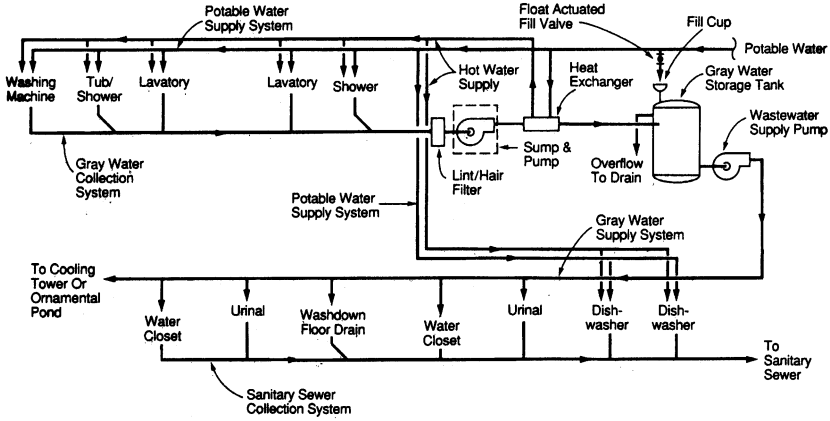 Potable Water
Supply System
Float Actuated
Fill Valve
Fill Cup
Potable Water
Washing
Machine
Tub/
Shower
Lavatory
Lavatory
Shower
Hot Water
Supply
Heat
Exchanger
Gray Water
Storage Tank
Wastewater
Supply Pump
Gray Water
Collection
System
Lint/Hair
Filter
Sump &
Pump
Overflow
To Drain
Potable Water
Supply System
Gray Water
Supply System
To Cooling
Tower Or
Ornamental
Pond
Water
Closet
Urinal
Washdown
Floor Drain
Water
Closet
Urinal
Dish-
washer
Dish-
washer
To
Sanitary
Sewer
Sanitary Sewer
Collection System